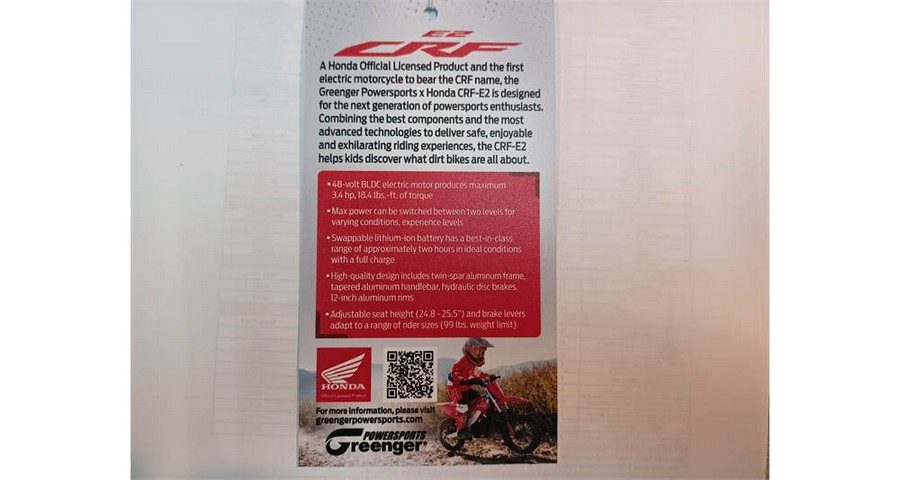 E2
CRF
A Honda Official Licensed Product and the first
electric motorcycle to bear the CRF name, the
Greenger Powersports x Honda CRF-E2 is designed
for the next generation of powersports enthusiasts.
Combining the best components and the most
advanced technologies to deliver safe, enjoyable
and exhilarating riding experiences, the CRF-E2
helps kids discover what dirt bikes are all about.
• 48-volt BLDC electric motor produces maximum
3.4 hp, 18.4 lbs.-ft. of torque
• Max power can be switched between two levels for
varying conditions, experience levels
• Swappable lithium-ion battery has a best-in-class
range of approximately two hours in ideal conditions
with a full charge
• High-quality design includes twin-spar aluminum frame,
tapered aluminum handlebar, hydraulic disc brakes,
12-inch aluminum rims
• Adjustable seat height (24.8 - 25.5") and brake levers
adapt to a range of rider sizes (99 lbs. weight limit)
HONDA
Official Licensed Product
For more information, please visit
greengerpowersports.com
POWERSPORTS
Greenger